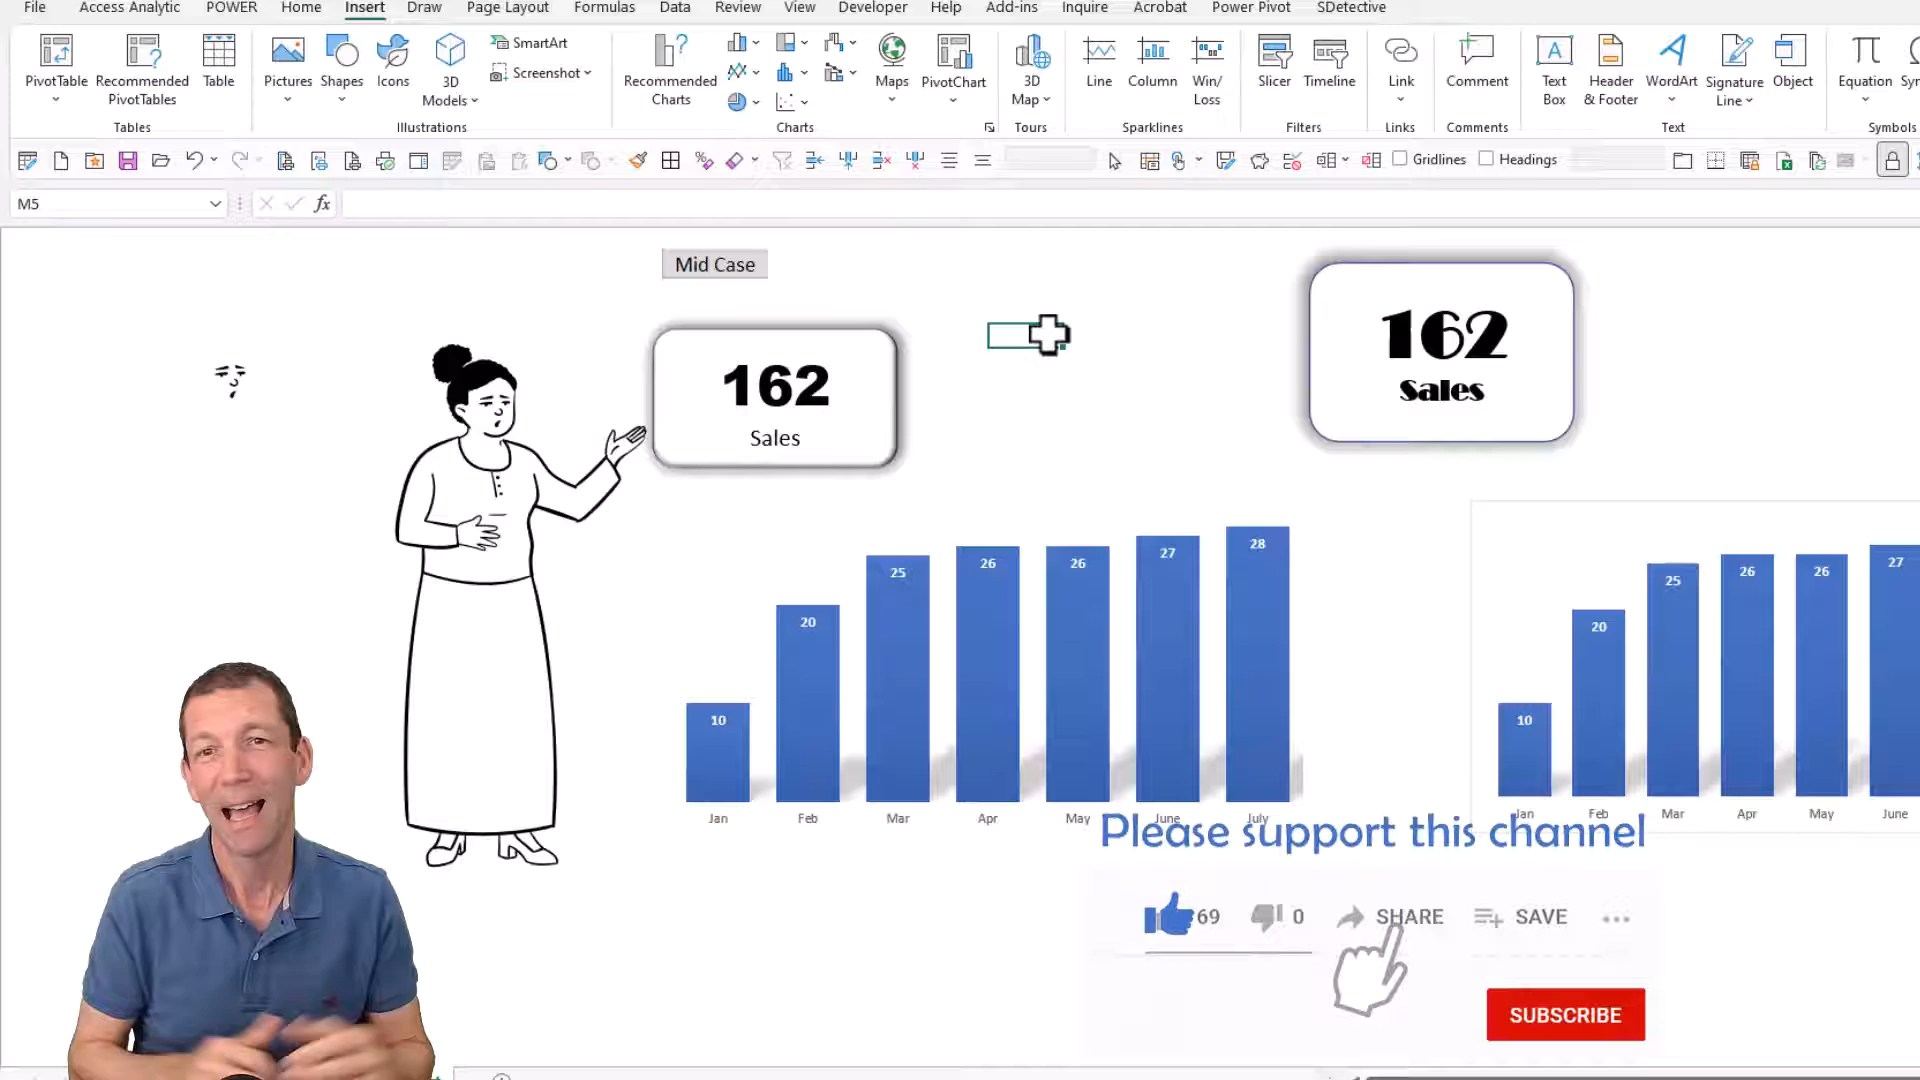 File Access Analytic POWER Home Insert Draw Page Layout Formulas Data Review View Developer Help Add-ins Inquire Acrobat Power Pivot SDetective
PivotTable
Recommended
PivotTables
Table
Tables
Pictures
Shapes
Icons
3D
Models
SmartArt
Screenshot
Illustrations
Recommended
Charts
Maps
PivotChart
Charts
3D
Map
Tours
Line
Column
Win/
Loss
Sparklines
Slicer
Timeline
Filters
Link
Links
Comment
Comments
Text
Box
Header
& Footer
WordArt
Signature
Line
Object
Text
Equation
Symbols
Gridlines Headings
M5
fx
Mid Case
162
Sales
162
Sales
10 20 25 26 26 27 28
Jan Feb Mar Apr May June July
10 20 25 26 26 27
Jan Feb Mar Apr May June
Please support this channel
69 0 SHARE SAVE
SUBSCRIBE